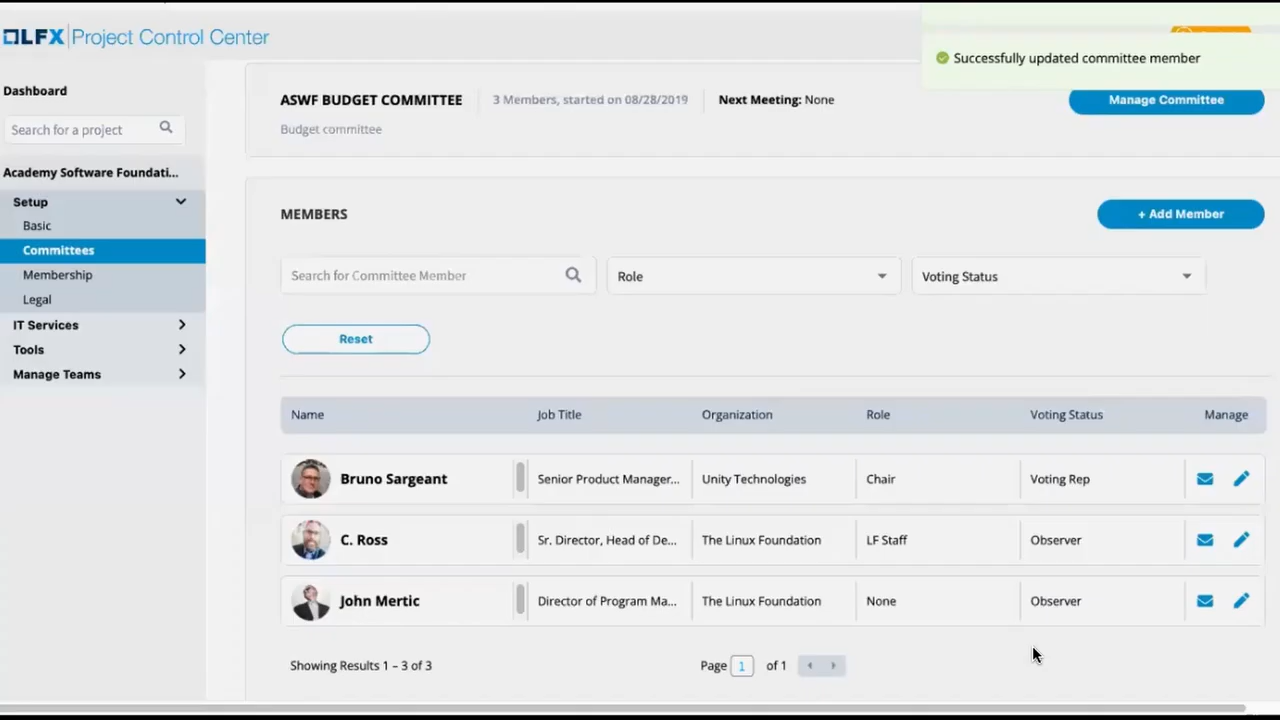 LFX Project Control Center
Successfully updated committee member
Dashboard
Search for a project
Academy Software Foundati...
Setup
Basic
Committees
Membership
Legal
IT Services
Tools
Manage Teams
ASWF BUDGET COMMITTEE 3 Members, started on 08/28/2019 Next Meeting: None
Manage Committee
Budget committee
MEMBERS
+ Add Member
Search for Committee Member Role Voting Status
Reset
Name Job Title Organization Role Voting Status Manage
Bruno Sargeant Senior Product Manager... Unity Technologies Chair Voting Rep
C. Ross Sr. Director, Head of De... The Linux Foundation LF Staff Observer
John Mertic Director of Program Ma... The Linux Foundation None Observer
Showing Results 1 – 3 of 3 Page 1 of 1